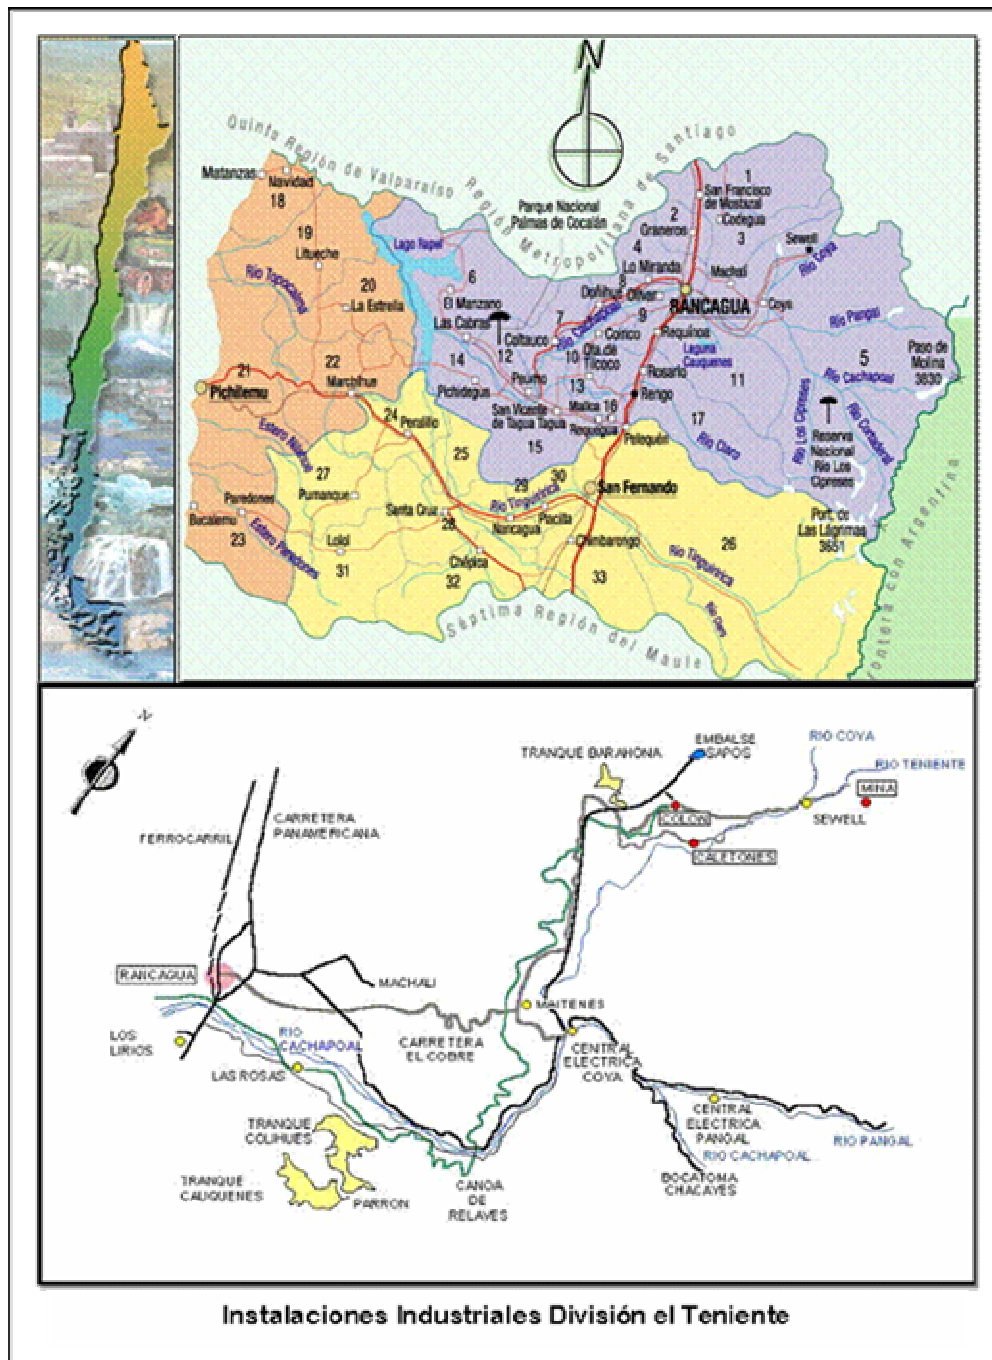 N
Quinta Región de Valparaíso
Región Metropolitana de Santiago
Matanzas
Navidad
18
Parque Nacional
Palmas de Cocalán
1
San Francisco
de Mostazal
2
Codegua
Graneros
3
4
Sewell
Río Coya
19
Litueche
Lago Rapel
6
Lo Miranda
Machalí
8
Río Topocalma
20
La Estrella
El Manzano
Doñihue
Olivar
RANCAGUA
Coya
9
Las Cabras
7
Río Cachapoal
Río Pangal
Coltauco
Coinco
Requínoa
12
10
Qta. de
Tilcoco
Laguna
Cauquenes
5
Paso de
Molina
3630
14
22
21
Marchihue
Peumo
13
Rosario
11
Río Cachapoal
Pichilemu
Pichidegua
Rengo
San Vicente
de Tagua Tagua
Malloa
16
17
Río Los Cipreses
Río Cortaderal
24
Peralillo
Requegua
Pelequén
Río Claro
Reserva
Nacional
Río Los
Cipreses
15
25
27
29
30
San Fernando
Pumanque
Paredones
Santa Cruz
Río Tinguiririca
Placilla
Port. de
Las Lágrimas
3651
Bucalemu
28
Nancagua
23
Estero Paredones
Lolol
Chimbarongo
26
31
Chépica
Río Tinguiririca
32
33
Séptima Región del Maule
Frontera con Argentina
N
EMBALSE
SAPOS
RIO COYA
TRANQUE BARAHONA
RIO TENIENTE
MINA
CARRETERA
PANAMERICANA
FERROCARRIL
COLON
SEWELL
CALETONES
RANCAGUA
MACHALI
MAITENES
LOS
LIRIOS
RIO
CACHAPOAL
CARRETERA
EL COBRE
CENTRAL
ELECTRICA
COYA
LAS ROSAS
CENTRAL
ELECTRICA
PANGAL
TRANQUE
COLIHUES
RIO PANGAL
RIO CACHAPOAL
TRANQUE
CAUQUENES
PARRON
CANOA
DE
RELAVES
BOCATOMA
CHACAYES
Instalaciones Industriales División el Teniente